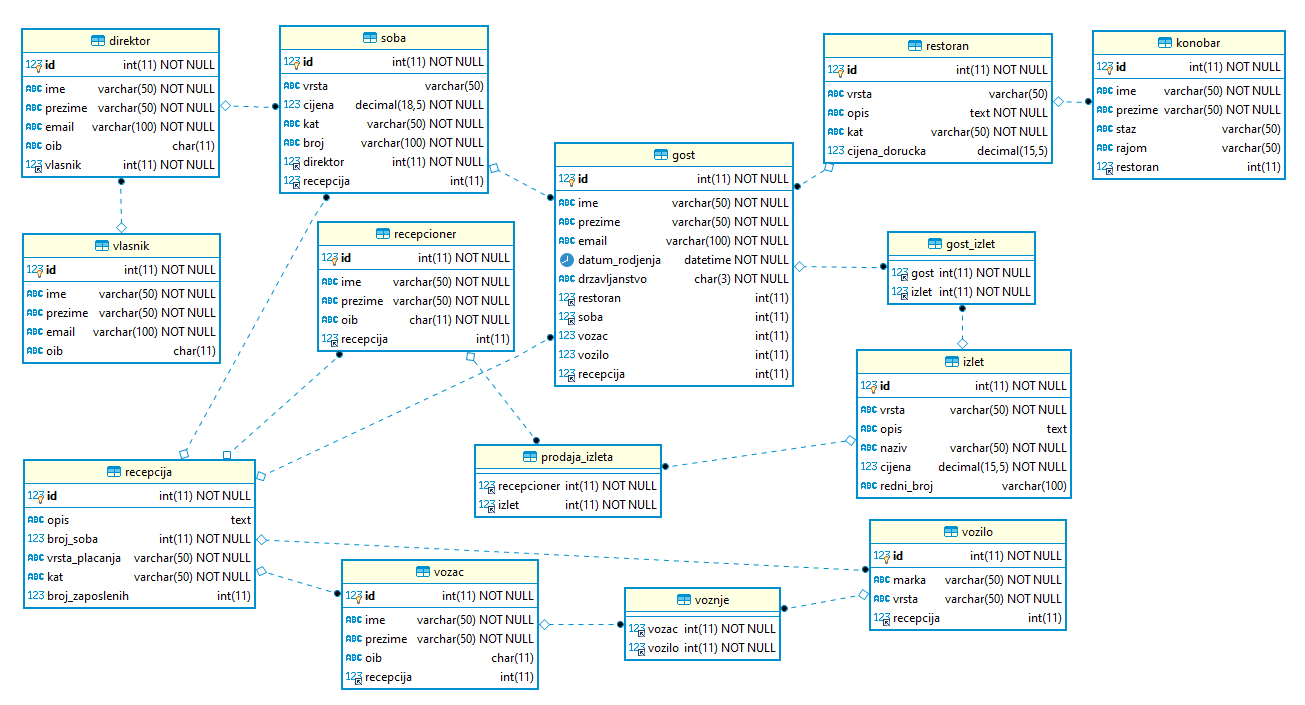 direktor
123 id int(11) NOT NULL
ABC ime varchar(50) NOT NULL
ABC prezime varchar(50) NOT NULL
ABC email varchar(100) NOT NULL
ABC oib char(11)
123 vlasnik int(11) NOT NULL
soba
123 id int(11) NOT NULL
ABC vrsta varchar(50)
123 cijena decimal(18,5) NOT NULL
ABC kat varchar(50) NOT NULL
ABC broj varchar(100) NOT NULL
123 direktor int(11) NOT NULL
123 recepcija int(11)
restoran
123 id int(11) NOT NULL
ABC vrsta varchar(50)
ABC opis text NOT NULL
ABC kat varchar(50) NOT NULL
123 cijena_dorucka decimal(15,5)
konobar
123 id int(11) NOT NULL
ABC ime varchar(50) NOT NULL
ABC prezime varchar(50) NOT NULL
ABC staz varchar(50)
ABC rajom varchar(50)
123 restoran int(11)
gost
123 id int(11) NOT NULL
ABC ime varchar(50) NOT NULL
ABC prezime varchar(50) NOT NULL
ABC email varchar(100) NOT NULL
datum_rodjenja datetime NOT NULL
ABC drzavljanstvo char(3) NOT NULL
123 restoran int(11)
123 soba int(11)
123 vozac int(11)
123 vozilo int(11)
123 recepcija int(11)
vlasnik
123 id int(11) NOT NULL
ABC ime varchar(50) NOT NULL
ABC prezime varchar(50) NOT NULL
ABC email varchar(100) NOT NULL
ABC oib char(11)
recepcioner
123 id int(11) NOT NULL
ABC ime varchar(50) NOT NULL
ABC prezime varchar(50) NOT NULL
ABC oib char(11) NOT NULL
123 recepcija int(11)
gost_izlet
123 gost int(11) NOT NULL
123 izlet int(11) NOT NULL
izlet
123 id int(11) NOT NULL
ABC vrsta varchar(50) NOT NULL
ABC opis text
ABC naziv varchar(50) NOT NULL
123 cijena decimal(15,5) NOT NULL
ABC redni_broj varchar(100)
recepcija
123 id int(11) NOT NULL
ABC opis text
123 broj_soba int(11) NOT NULL
ABC vrsta_placanja varchar(50) NOT NULL
ABC kat varchar(50) NOT NULL
123 broj_zaposlenih int(11)
prodaja_izleta
123 recepcioner int(11) NOT NULL
123 izlet int(11) NOT NULL
vozac
123 id int(11) NOT NULL
ABC ime varchar(50) NOT NULL
ABC prezime varchar(50) NOT NULL
ABC oib char(11)
123 recepcija int(11)
voznje
123 vozac int(11) NOT NULL
123 vozilo int(11) NOT NULL
vozilo
123 id int(11) NOT NULL
ABC marka varchar(50) NOT NULL
ABC vrsta varchar(50) NOT NULL
123 recepcija int(11)